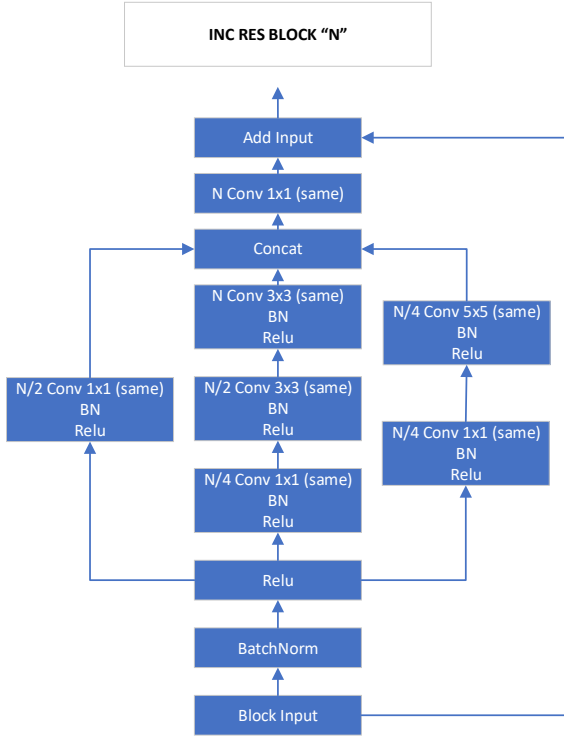 INC RES BLOCK “N”
Add Input
N Conv 1x1 (same)
Concat
N Conv 3x3 (same)
BN
Relu
N/4 Conv 5x5 (same)
BN
Relu
N/2 Conv 1x1 (same)
BN
Relu
N/2 Conv 3x3 (same)
BN
Relu
N/4 Conv 1x1 (same)
BN
Relu
N/4 Conv 1x1 (same)
BN
Relu
Relu
BatchNorm
Block Input